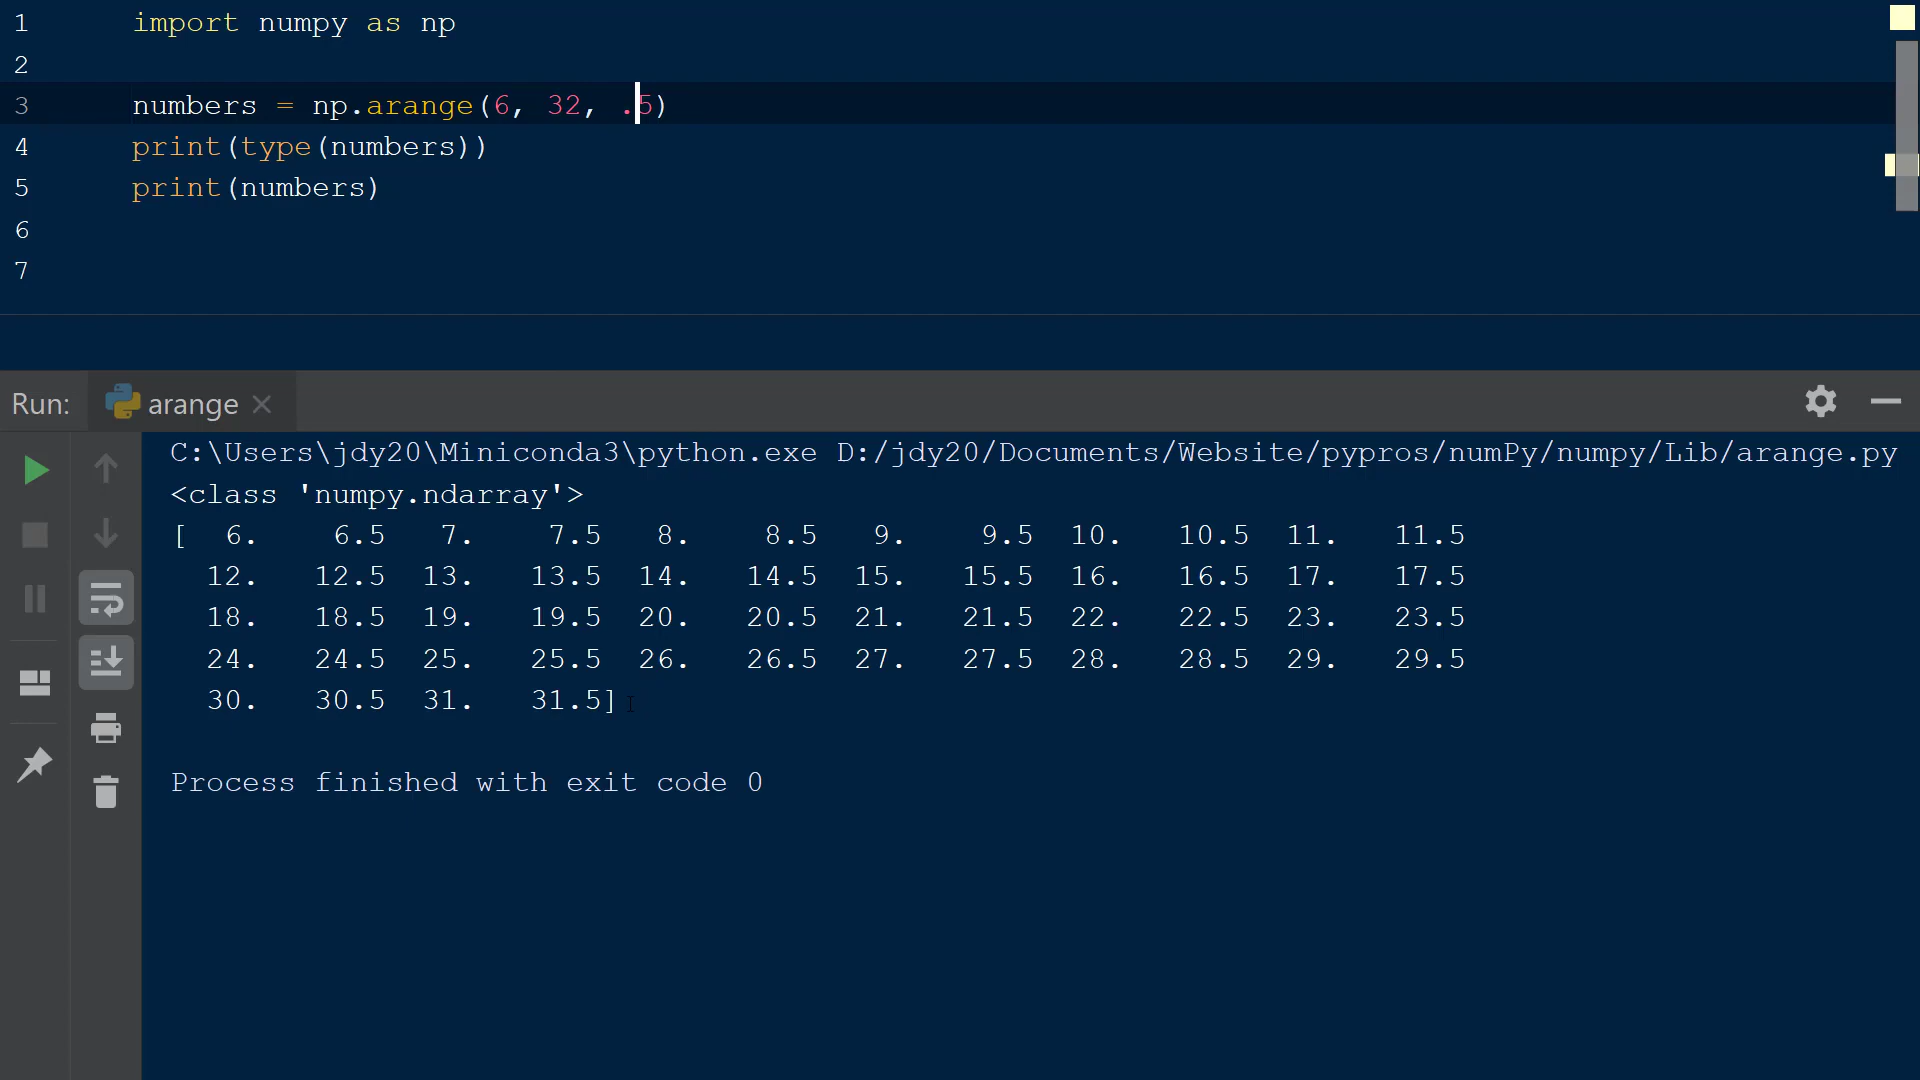 1 import numpy as np
2
3 numbers = np.arange(6, 32, .5)
4 print(type(numbers))
5 print(numbers)
6
7
Run: arange
C:\Users\jdy20\Miniconda3\python.exe D:/jdy20/Documents/Website/pypros/numPy/numpy/Lib/arange.py
<class 'numpy.ndarray'>
[ 6. 6.5 7. 7.5 8. 8.5 9. 9.5 10. 10.5 11. 11.5
12. 12.5 13. 13.5 14. 14.5 15. 15.5 16. 16.5 17. 17.5
18. 18.5 19. 19.5 20. 20.5 21. 21.5 22. 22.5 23. 23.5
24. 24.5 25. 25.5 26. 26.5 27. 27.5 28. 28.5 29. 29.5
30. 30.5 31. 31.5]
Process finished with exit code 0